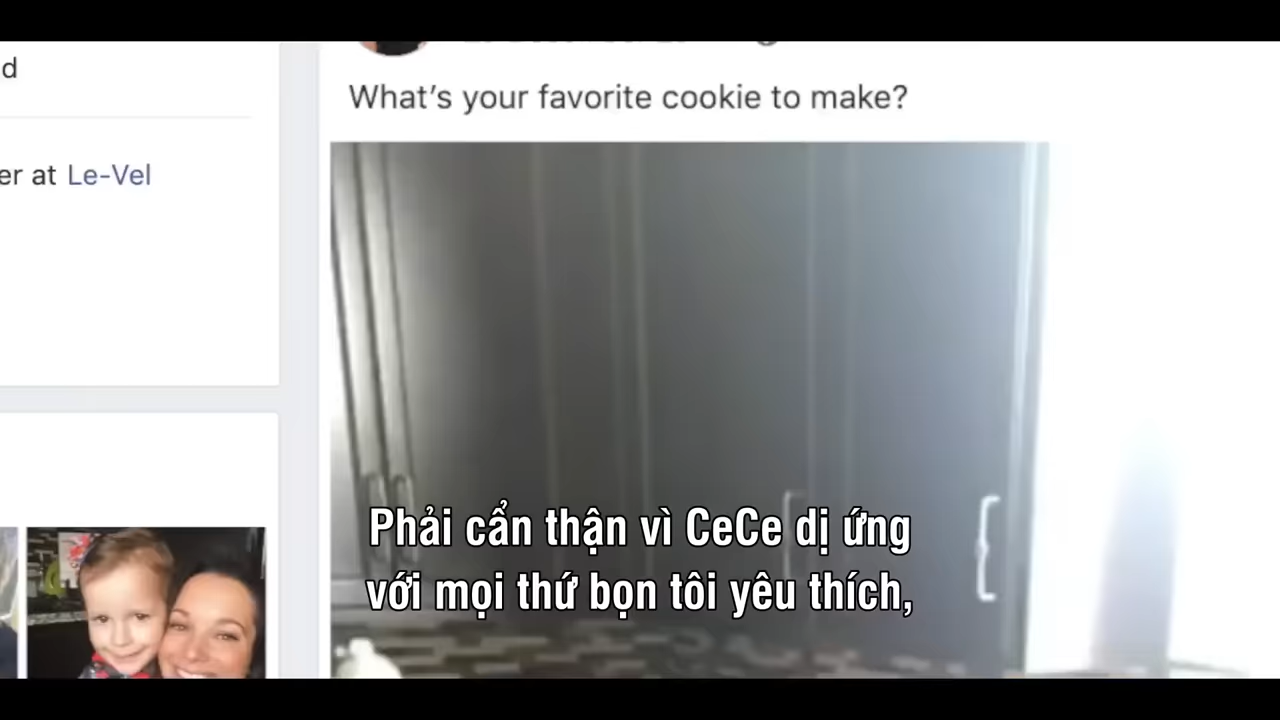 d
What's your favorite cookie to make?
er at Le-Vel
Phải cẩn thận vì CeCe dị ứng
với mọi thứ bọn tôi yêu thích,